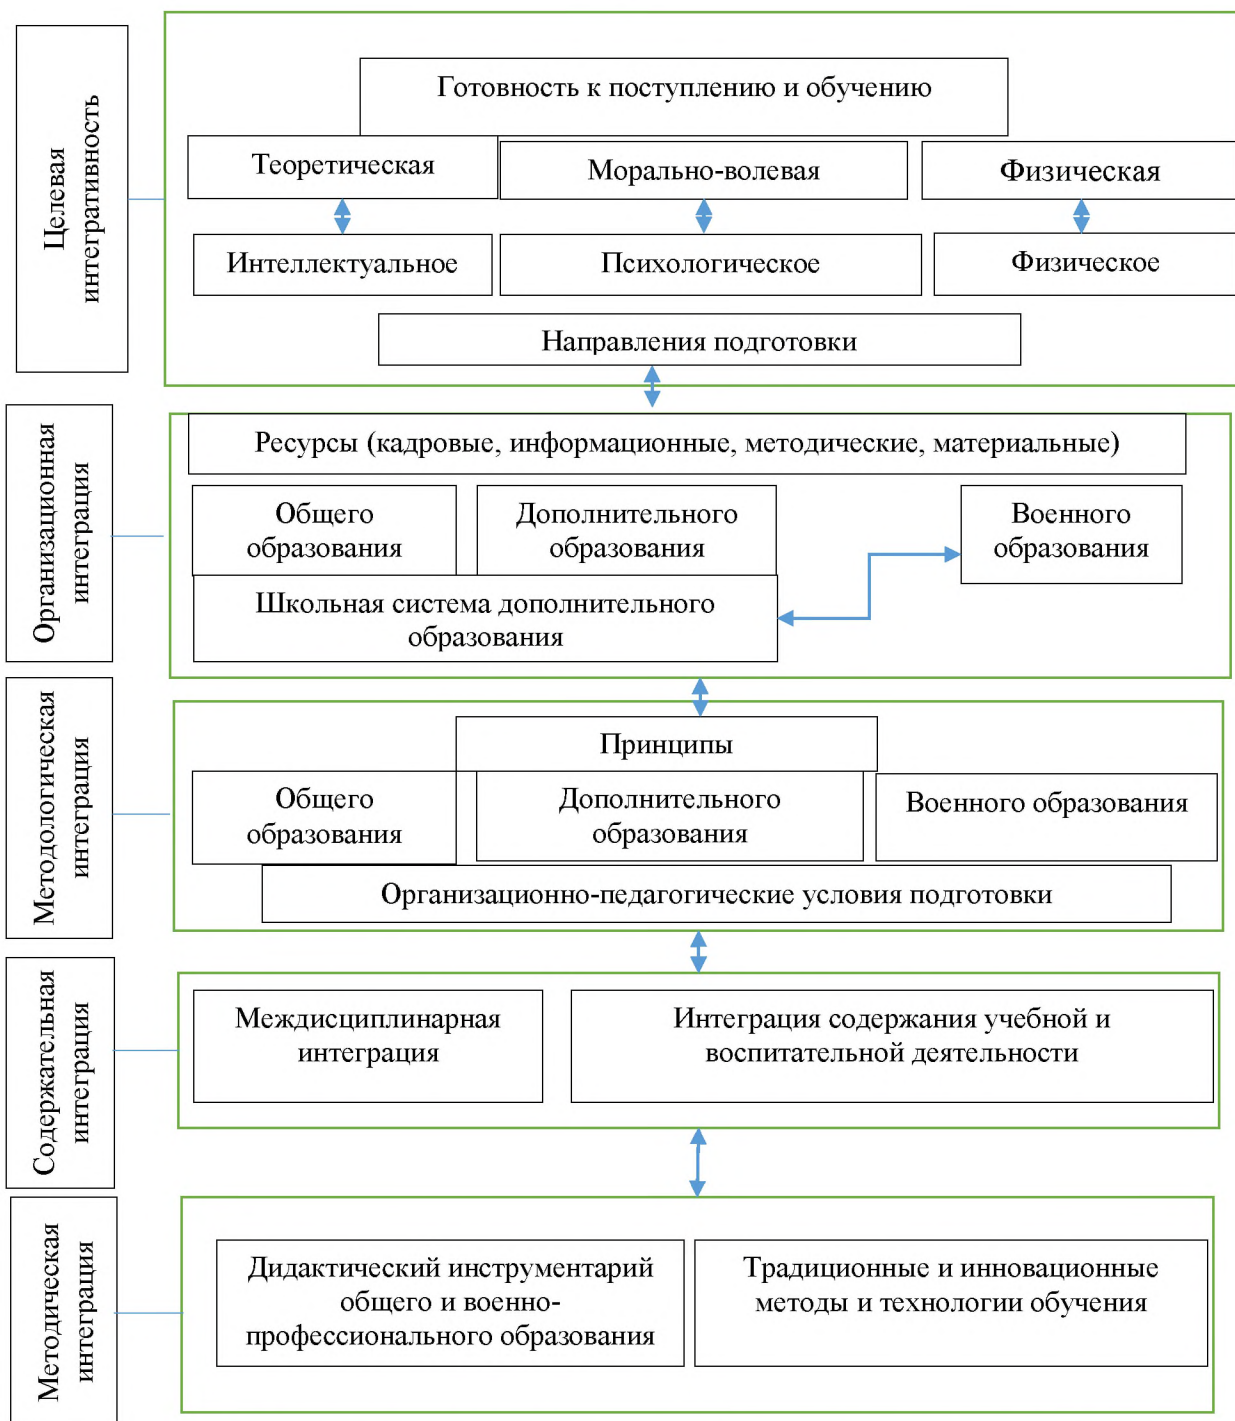 Целевая
интегративность
Готовность к поступлению и обучению
Теоретическая
Морально-волевая
Физическая
Интеллектуальное
Психологическое
Физическое
Направления подготовки
Организационная
интеграция
Ресурсы (кадровые, информационные, методические, материальные)
Общего
образования
Дополнительного
образования
Военного
образования
Школьная система дополнительного
образования
Методологическая
интеграция
Принципы
Общего
образования
Дополнительного
образования
Военного образования
Организационно-педагогические условия подготовки
Содержательная
интеграция
Междисциплинарная
интеграция
Интеграция содержания учебной и
воспитательной деятельности
Методическая
интеграция
Дидактический инструментарий
общего и военно-
профессионального образования
Традиционные и инновационные
методы и технологии обучения